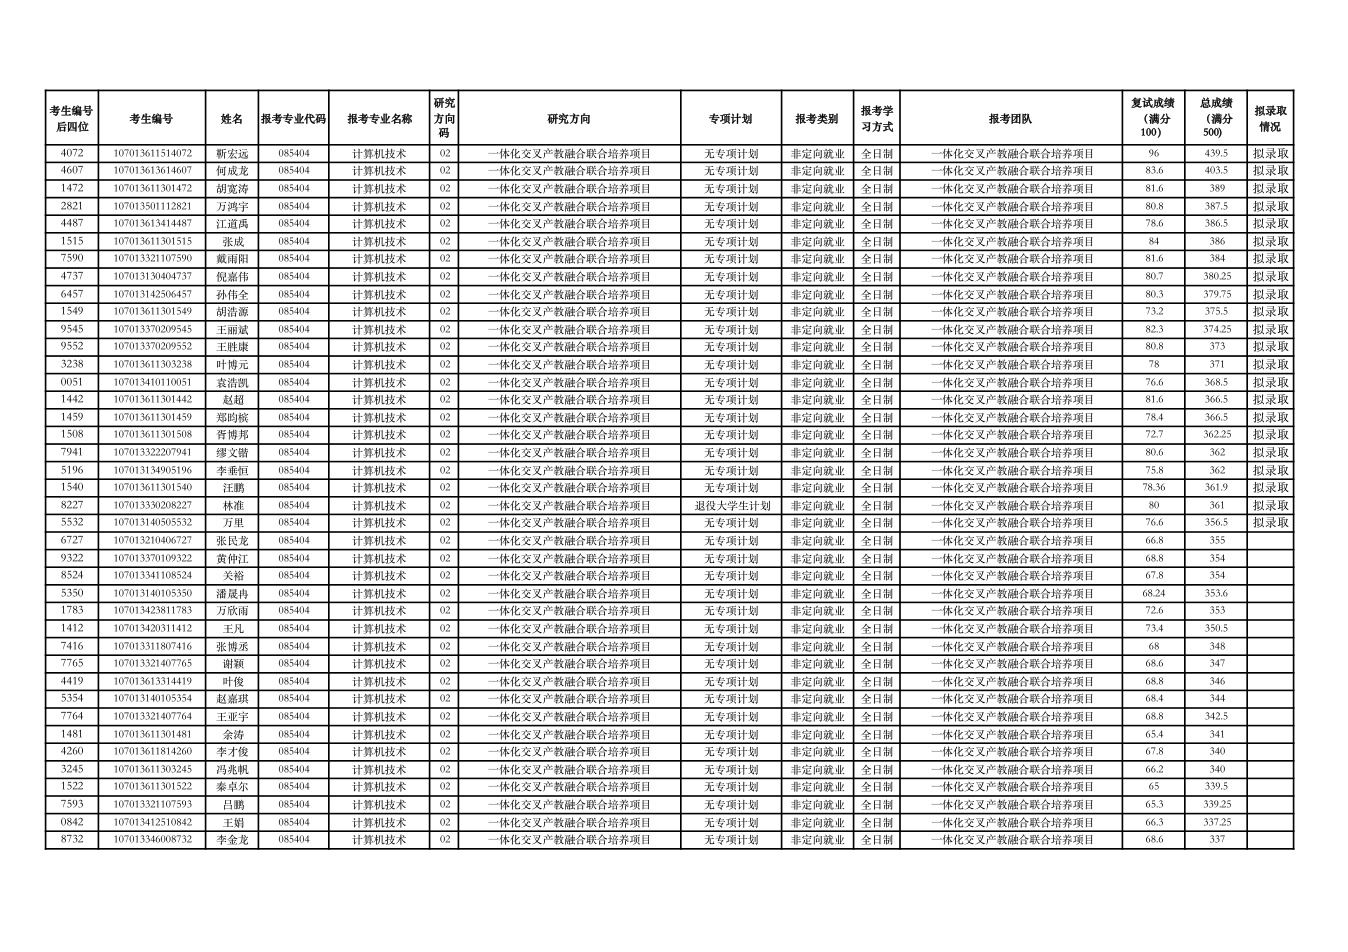 考生编号后四位 考生编号 姓名 报考专业代码 报考专业名称 研究方向码 研究方向 专项计划 报考类别 报考学习方式 报考团队 复试成绩（满分100） 总成绩（满分500) 拟录取情况
4072 107013611514072 靳宏远 085404 计算机技术 02 一体化交叉产教融合联合培养项目 无专项计划 非定向就业 全日制 一体化交叉产教融合联合培养项目 96 439.5 拟录取
4607 107013613614607 何成龙 085404 计算机技术 02 一体化交叉产教融合联合培养项目 无专项计划 非定向就业 全日制 一体化交叉产教融合联合培养项目 83.6 403.5 拟录取
1472 107013611301472 胡宽涛 085404 计算机技术 02 一体化交叉产教融合联合培养项目 无专项计划 非定向就业 全日制 一体化交叉产教融合联合培养项目 81.6 389 拟录取
2821 107013501112821 万鸿宇 085404 计算机技术 02 一体化交叉产教融合联合培养项目 无专项计划 非定向就业 全日制 一体化交叉产教融合联合培养项目 80.8 387.5 拟录取
4487 107013613414487 江道禹 085404 计算机技术 02 一体化交叉产教融合联合培养项目 无专项计划 非定向就业 全日制 一体化交叉产教融合联合培养项目 78.6 386.5 拟录取
1515 107013611301515 张成 085404 计算机技术 02 一体化交叉产教融合联合培养项目 无专项计划 非定向就业 全日制 一体化交叉产教融合联合培养项目 84 386 拟录取
7590 107013321107590 戴雨阳 085404 计算机技术 02 一体化交叉产教融合联合培养项目 无专项计划 非定向就业 全日制 一体化交叉产教融合联合培养项目 81.6 384 拟录取
4737 107013130404737 倪嘉伟 085404 计算机技术 02 一体化交叉产教融合联合培养项目 无专项计划 非定向就业 全日制 一体化交叉产教融合联合培养项目 80.7 380.25 拟录取
6457 107013142506457 孙伟全 085404 计算机技术 02 一体化交叉产教融合联合培养项目 无专项计划 非定向就业 全日制 一体化交叉产教融合联合培养项目 80.3 379.75 拟录取
1549 107013611301549 胡浩源 085404 计算机技术 02 一体化交叉产教融合联合培养项目 无专项计划 非定向就业 全日制 一体化交叉产教融合联合培养项目 73.2 375.5 拟录取
9545 107013370209545 王丽斌 085404 计算机技术 02 一体化交叉产教融合联合培养项目 无专项计划 非定向就业 全日制 一体化交叉产教融合联合培养项目 82.3 374.25 拟录取
9552 107013370209552 王胜康 085404 计算机技术 02 一体化交叉产教融合联合培养项目 无专项计划 非定向就业 全日制 一体化交叉产教融合联合培养项目 80.8 373 拟录取
3238 107013611303238 叶博元 085404 计算机技术 02 一体化交叉产教融合联合培养项目 无专项计划 非定向就业 全日制 一体化交叉产教融合联合培养项目 78 371 拟录取
0051 107013410110051 袁浩凯 085404 计算机技术 02 一体化交叉产教融合联合培养项目 无专项计划 非定向就业 全日制 一体化交叉产教融合联合培养项目 76.6 368.5 拟录取
1442 107013611301442 赵超 085404 计算机技术 02 一体化交叉产教融合联合培养项目 无专项计划 非定向就业 全日制 一体化交叉产教融合联合培养项目 81.6 366.5 拟录取
1459 107013611301459 郑昀槟 085404 计算机技术 02 一体化交叉产教融合联合培养项目 无专项计划 非定向就业 全日制 一体化交叉产教融合联合培养项目 78.4 366.5 拟录取
1508 107013611301508 胥博邦 085404 计算机技术 02 一体化交叉产教融合联合培养项目 无专项计划 非定向就业 全日制 一体化交叉产教融合联合培养项目 72.7 362.25 拟录取
7941 107013322207941 缪文锴 085404 计算机技术 02 一体化交叉产教融合联合培养项目 无专项计划 非定向就业 全日制 一体化交叉产教融合联合培养项目 80.6 362 拟录取
5196 107013134905196 李垂恒 085404 计算机技术 02 一体化交叉产教融合联合培养项目 无专项计划 非定向就业 全日制 一体化交叉产教融合联合培养项目 75.8 362 拟录取
1540 107013611301540 汪鹏 085404 计算机技术 02 一体化交叉产教融合联合培养项目 无专项计划 非定向就业 全日制 一体化交叉产教融合联合培养项目 78.36 361.9 拟录取
8227 107013330208227 林准 085404 计算机技术 02 一体化交叉产教融合联合培养项目 退役大学生计划 非定向就业 全日制 一体化交叉产教融合联合培养项目 80 361 拟录取
5532 107013140505532 万里 085404 计算机技术 02 一体化交叉产教融合联合培养项目 无专项计划 非定向就业 全日制 一体化交叉产教融合联合培养项目 76.6 356.5 拟录取
6727 107013210406727 张民龙 085404 计算机技术 02 一体化交叉产教融合联合培养项目 无专项计划 非定向就业 全日制 一体化交叉产教融合联合培养项目 66.8 355
9322 107013370109322 黄仲江 085404 计算机技术 02 一体化交叉产教融合联合培养项目 无专项计划 非定向就业 全日制 一体化交叉产教融合联合培养项目 68.8 354
8524 107013341108524 关裕 085404 计算机技术 02 一体化交叉产教融合联合培养项目 无专项计划 非定向就业 全日制 一体化交叉产教融合联合培养项目 67.8 354
5350 107013140105350 潘晟冉 085404 计算机技术 02 一体化交叉产教融合联合培养项目 无专项计划 非定向就业 全日制 一体化交叉产教融合联合培养项目 68.24 353.6
1783 107013423811783 万欣雨 085404 计算机技术 02 一体化交叉产教融合联合培养项目 无专项计划 非定向就业 全日制 一体化交叉产教融合联合培养项目 72.6 353
1412 107013420311412 王凡 085404 计算机技术 02 一体化交叉产教融合联合培养项目 无专项计划 非定向就业 全日制 一体化交叉产教融合联合培养项目 73.4 350.5
7416 107013311807416 张博丞 085404 计算机技术 02 一体化交叉产教融合联合培养项目 无专项计划 非定向就业 全日制 一体化交叉产教融合联合培养项目 68 348
7765 107013321407765 谢颖 085404 计算机技术 02 一体化交叉产教融合联合培养项目 无专项计划 非定向就业 全日制 一体化交叉产教融合联合培养项目 68.6 347
4419 107013613314419 叶俊 085404 计算机技术 02 一体化交叉产教融合联合培养项目 无专项计划 非定向就业 全日制 一体化交叉产教融合联合培养项目 68.8 346
5354 107013140105354 赵嘉琪 085404 计算机技术 02 一体化交叉产教融合联合培养项目 无专项计划 非定向就业 全日制 一体化交叉产教融合联合培养项目 68.4 344
7764 107013321407764 王亚宇 085404 计算机技术 02 一体化交叉产教融合联合培养项目 无专项计划 非定向就业 全日制 一体化交叉产教融合联合培养项目 68.8 342.5
1481 107013611301481 余涛 085404 计算机技术 02 一体化交叉产教融合联合培养项目 无专项计划 非定向就业 全日制 一体化交叉产教融合联合培养项目 65.4 341
4260 107013611814260 李才俊 085404 计算机技术 02 一体化交叉产教融合联合培养项目 无专项计划 非定向就业 全日制 一体化交叉产教融合联合培养项目 67.8 340
3245 107013611303245 冯兆帆 085404 计算机技术 02 一体化交叉产教融合联合培养项目 无专项计划 非定向就业 全日制 一体化交叉产教融合联合培养项目 66.2 340
1522 107013611301522 秦卓尔 085404 计算机技术 02 一体化交叉产教融合联合培养项目 无专项计划 非定向就业 全日制 一体化交叉产教融合联合培养项目 65 339.5
7593 107013321107593 吕鹏 085404 计算机技术 02 一体化交叉产教融合联合培养项目 无专项计划 非定向就业 全日制 一体化交叉产教融合联合培养项目 65.3 339.25
0842 107013412510842 王娟 085404 计算机技术 02 一体化交叉产教融合联合培养项目 无专项计划 非定向就业 全日制 一体化交叉产教融合联合培养项目 66.3 337.25
8732 107013346008732 李金龙 085404 计算机技术 02 一体化交叉产教融合联合培养项目 无专项计划 非定向就业 全日制 一体化交叉产教融合联合培养项目 68.6 337